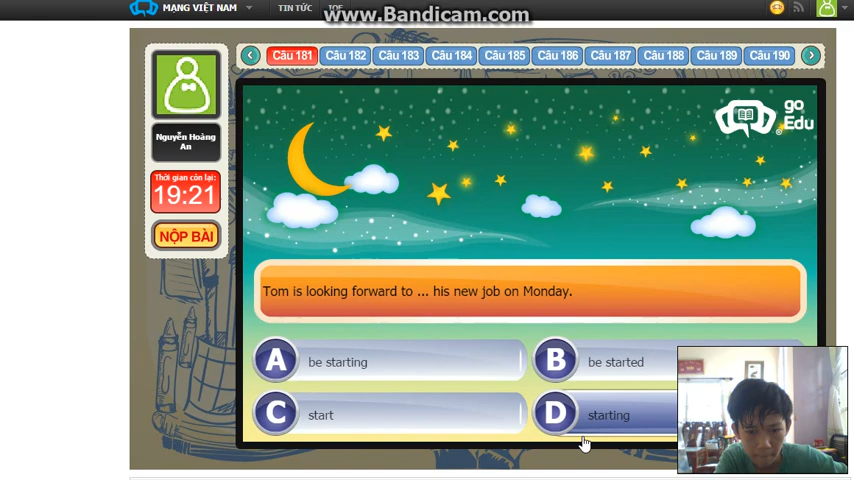 MẠNG VIỆT NAM
TIN TỨC
IOE
www.Bandicam.com
Câu 181
Câu 182
Câu 183
Câu 184
Câu 185
Câu 186
Câu 187
Câu 188
Câu 189
Câu 190
go
Edu
Nguyễn Hoàng
An
Thời gian còn lại:
19:21
NỘP BÀI
Tom is looking forward to ... his new job on Monday.
A be starting
B be started
C start
D starting